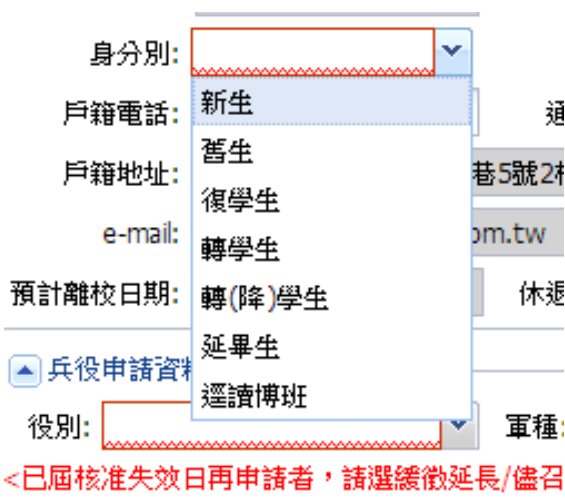 身分別:
新生
戶籍電話:
通
舊生
戶籍地址:
巷5號2
復學生
e-mail:
om.tw
轉學生
預計離校日期:
轉(降)學生
休退
延畢生
兵役申請資料
逕讀博班
役別:
軍種:
<已屆核准失效日再申請者，請選緩徵延長/儘召